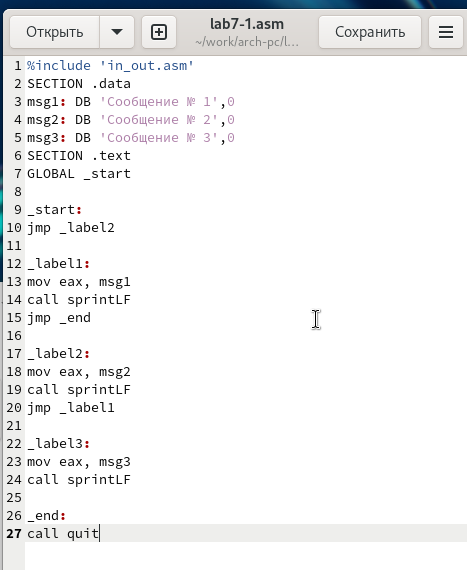 Открыть
lab7-1.asm
~/work/arch-pc/l...
Сохранить
1 %include 'in_out.asm'
2 SECTION .data
3 msg1: DB 'Сообщение № 1',0
4 msg2: DB 'Сообщение № 2',0
5 msg3: DB 'Сообщение № 3',0
6 SECTION .text
7 GLOBAL _start
8
9 _start:
10 jmp _label2
11
12 _label1:
13 mov eax, msg1
14 call sprintLF
15 jmp _end
16
17 _label2:
18 mov eax, msg2
19 call sprintLF
20 jmp _label1
21
22 _label3:
23 mov eax, msg3
24 call sprintLF
25
26 _end:
27 call quit